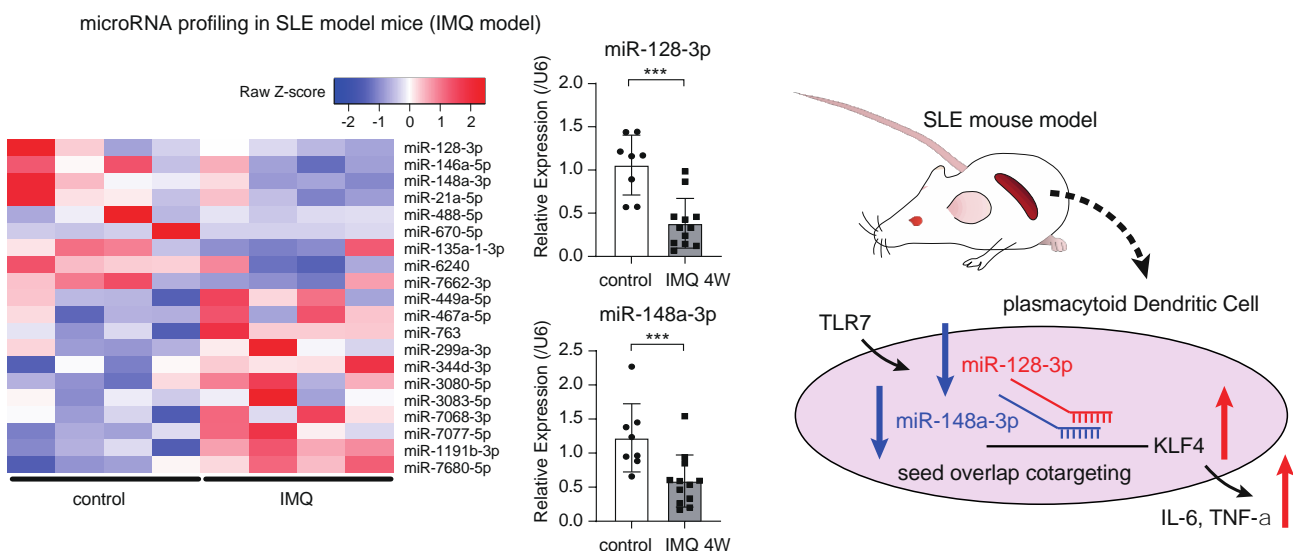 microRNA profiling in SLE model mice (IMQ model)
Raw Z-score
-2 -1 0 1 2
miR-128-3p
miR-146a-5p
miR-148a-3p
miR-21a-5p
miR-488-5p
miR-670-5p
miR-135a-1-3p
miR-6240
miR-7662-3p
miR-449a-5p
miR-467a-5p
miR-763
miR-299a-3p
miR-344d-3p
miR-3080-5p
miR-3083-5p
miR-7068-3p
miR-7077-5p
miR-1191b-3p
miR-7680-5p
control IMQ
miR-128-3p
***
Relative Expression (/U6)
2.0
1.5
1.0
0.5
0.0
control IMQ 4W
miR-148a-3p
***
Relative Expression (/U6)
2.5
2.0
1.5
1.0
0.5
0.0
control IMQ 4W
SLE mouse model
plasmacytoid Dendritic Cell
TLR7
miR-128-3p
miR-148a-3p
KLF4
seed overlap cotargeting
IL-6, TNF-a